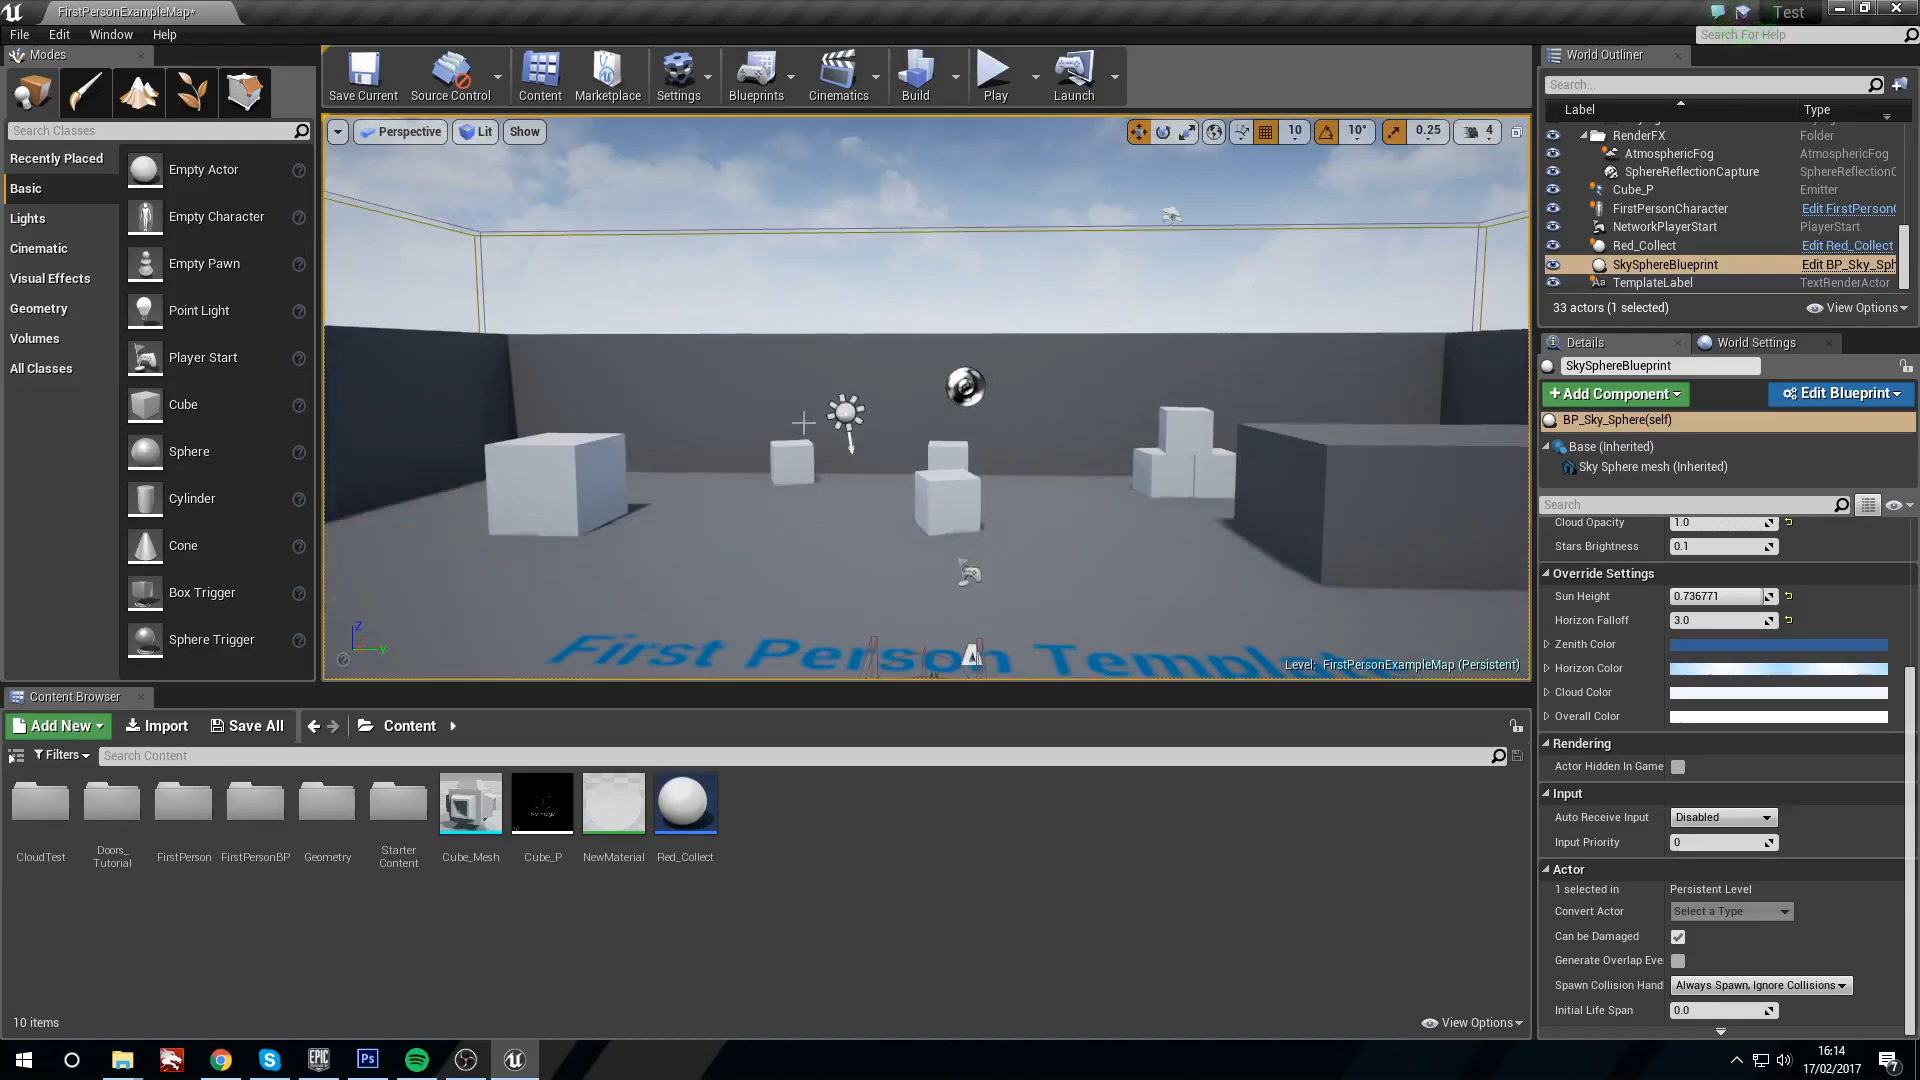 FirstPersonExampleMap*
Test
File
Edit
Window
Help
Search For Help
Modes
Save Current
Source Control
Content
Marketplace
Settings
Blueprints
Cinematics
Build
Play
Launch
World Outliner
Search...
Label
Type
Search Classes
Perspective
Lit
Show
10
10°
0.25
4
RenderFX
Folder
AtmosphericFog
AtmosphericFog
SphereReflectionCapture
SphereReflectionC
Cube_P
Emitter
FirstPersonCharacter
Edit FirstPerson
NetworkPlayerStart
PlayerStart
Red_Collect
Edit Red_Collect
SkySphereBlueprint
Edit BP_Sky_Sph
TemplateLabel
TextRenderActor
33 actors (1 selected)
View Options
Recently Placed
Basic
Lights
Cinematic
Visual Effects
Geometry
Volumes
All Classes
Empty Actor
Empty Character
Empty Pawn
Point Light
Player Start
Cube
Sphere
Cylinder
Cone
Box Trigger
Sphere Trigger
Z
Y
First Person Template
Level: FirstPersonExampleMap (Persistent)
Details
World Settings
SkySphereBlueprint
+Add Component
Edit Blueprint
BP_Sky_Sphere(self)
Base (Inherited)
Sky Sphere mesh (Inherited)
Search
Cloud Opacity
1.0
Stars Brightness
0.1
Override Settings
Sun Height
0.736771
Horizon Falloff
3.0
Zenith Color
Horizon Color
Cloud Color
Overall Color
Rendering
Actor Hidden In Game
Input
Auto Receive Input
Disabled
Input Priority
0
Actor
1 selected in
Persistent Level
Convert Actor
Select a Type
Can be Damaged
Generate Overlap Eve
Spawn Collision Hand
Always Spawn, Ignore Collisions
Initial Life Span
0.0
Content Browser
Add New
Import
Save All
Content
Filters
Search Content
CloudTest
Doors_
Tutorial
FirstPerson
FirstPersonBP
Geometry
Starter
Content
Cube_Mesh
Cube_P
NewMaterial
Red_Collect
10 items
View Options
EPIC
Ps
16:14
17/02/2017
7